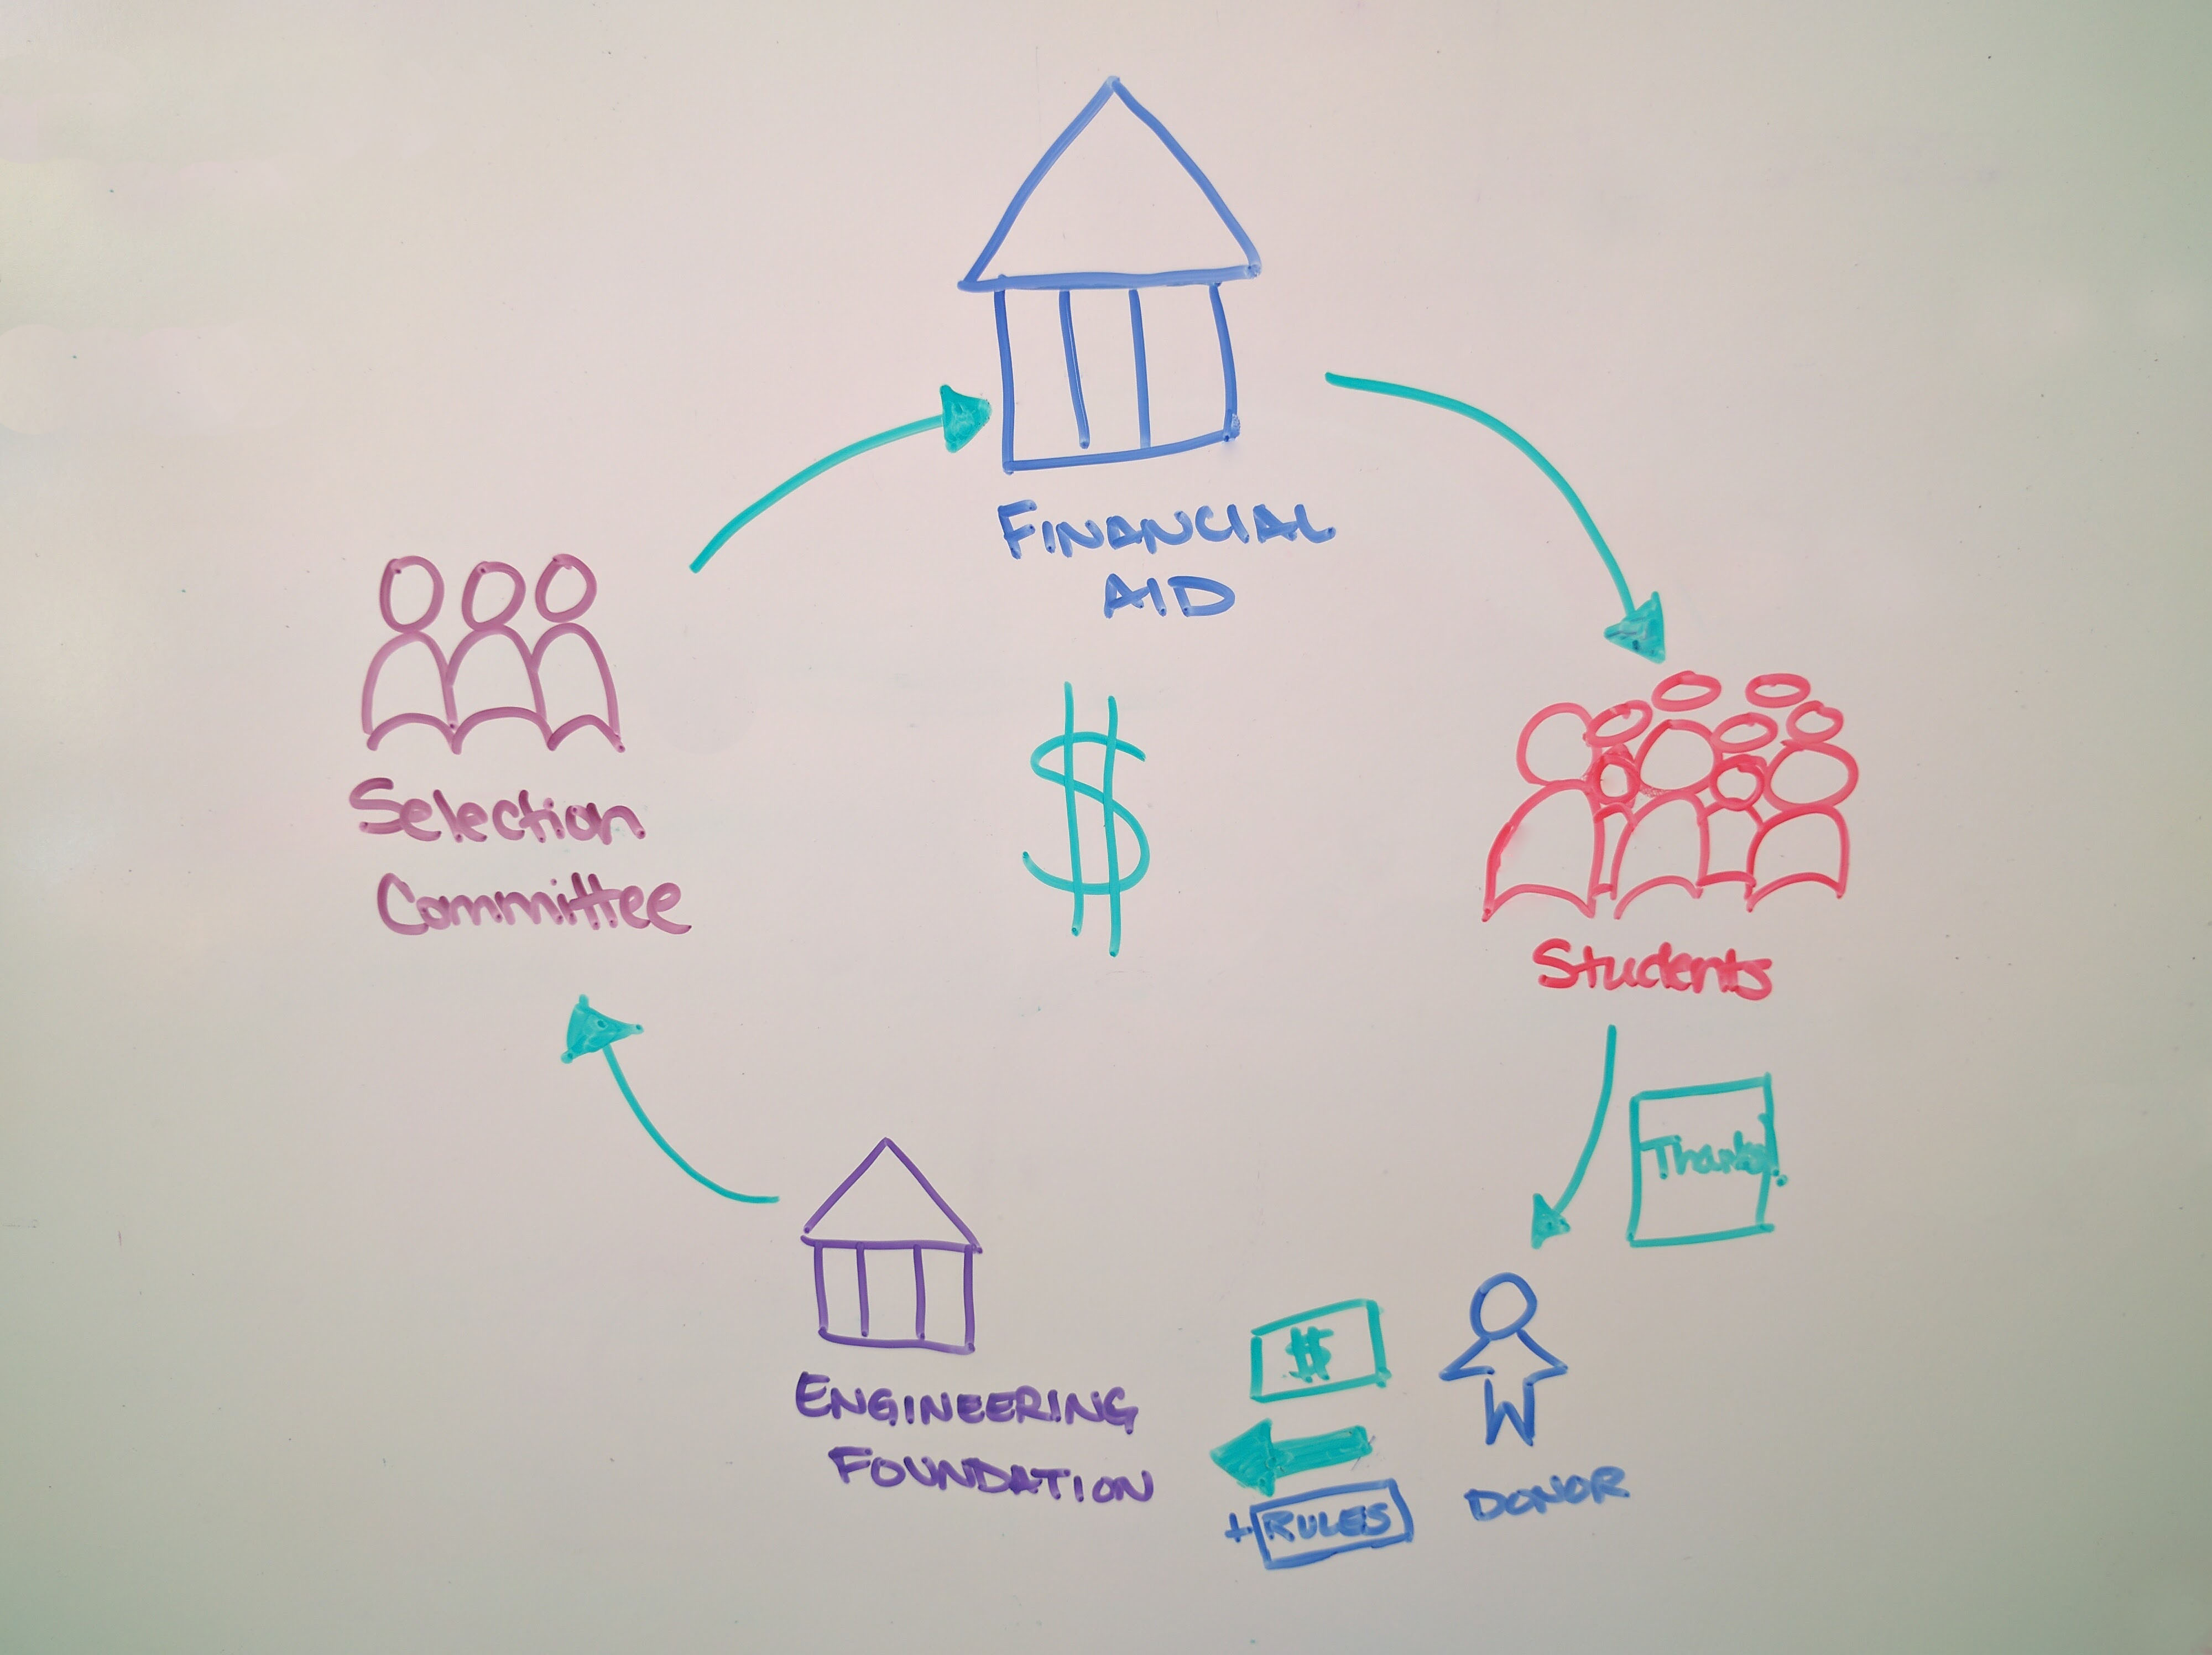 FINANCIAL
AID
Selection
Committee
$
Students
Thanks!
$
ENGINEERING
FOUNDATION
+ RULES
DONOR